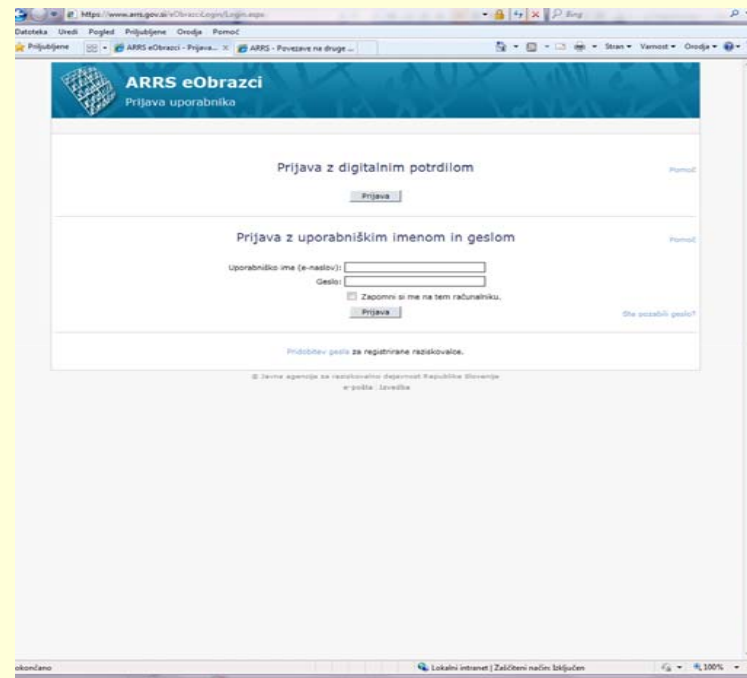 https://www.arrs.gov.si/eObrazci/Login/Login.aspx
Bing
Datoteka Uredi Pogled Priljubljene Orodja Pomoč
Priljubljene ARRS eObrazci - Prijava... ARRS - Povezave na druge ... Stran Varnost Orodja
ARRS eObrazci
Prijava uporabnika
Prijava z digitalnim potrdilom
Pomoč
Prijava
Prijava z uporabniškim imenom in geslom
Pomoč
Uporabniško ime (e-naslov):
Geslo:
Zapomni si me na tem računalniku.
Prijava
Ste pozabili geslo?
Pridobitev gesla za registrirane raziskovalce.
© Javna agencija za raziskovalno dejavnost Republike Slovenije
e-pošta | Izvedba
okončano Lokalni intranet | Zaščiteni način: Izključen 100%